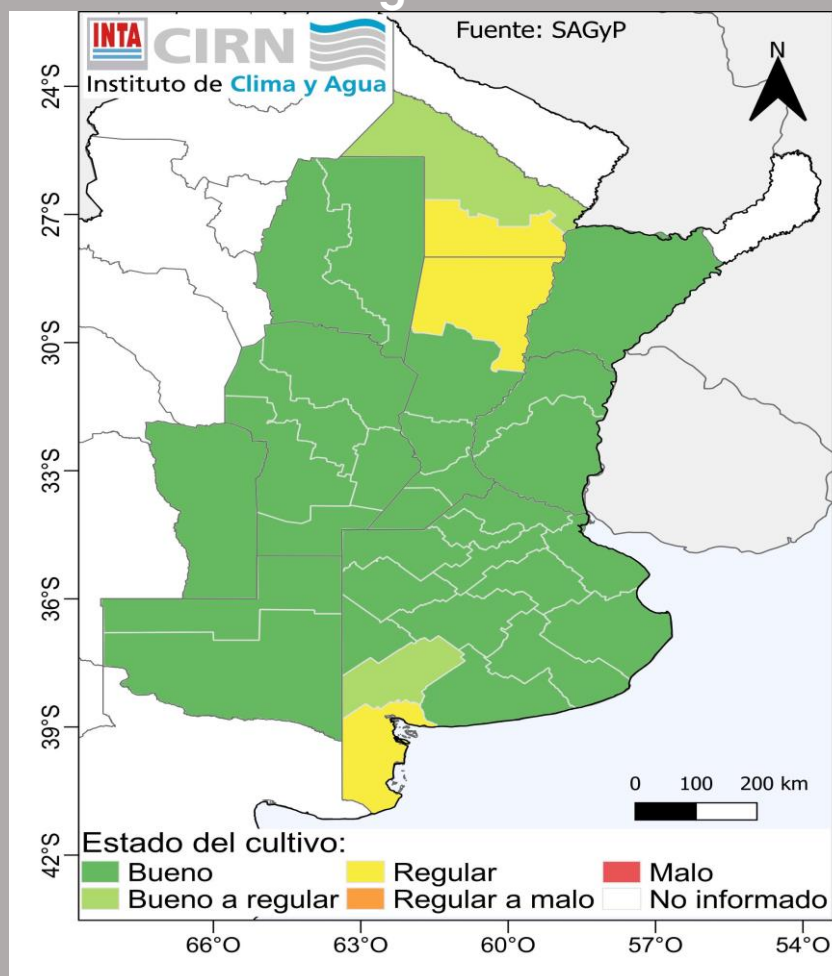 INTA CIRN
Instituto de Clima y Agua
Fuente: SAGyP
N
24°S
27°S
30°S
33°S
36°S
39°S
42°S
0 100 200 km
Estado del cultivo:
Bueno Regular Malo
Bueno a regular Regular a malo No informado
66°O 63°O 60°O 57°O 54°O